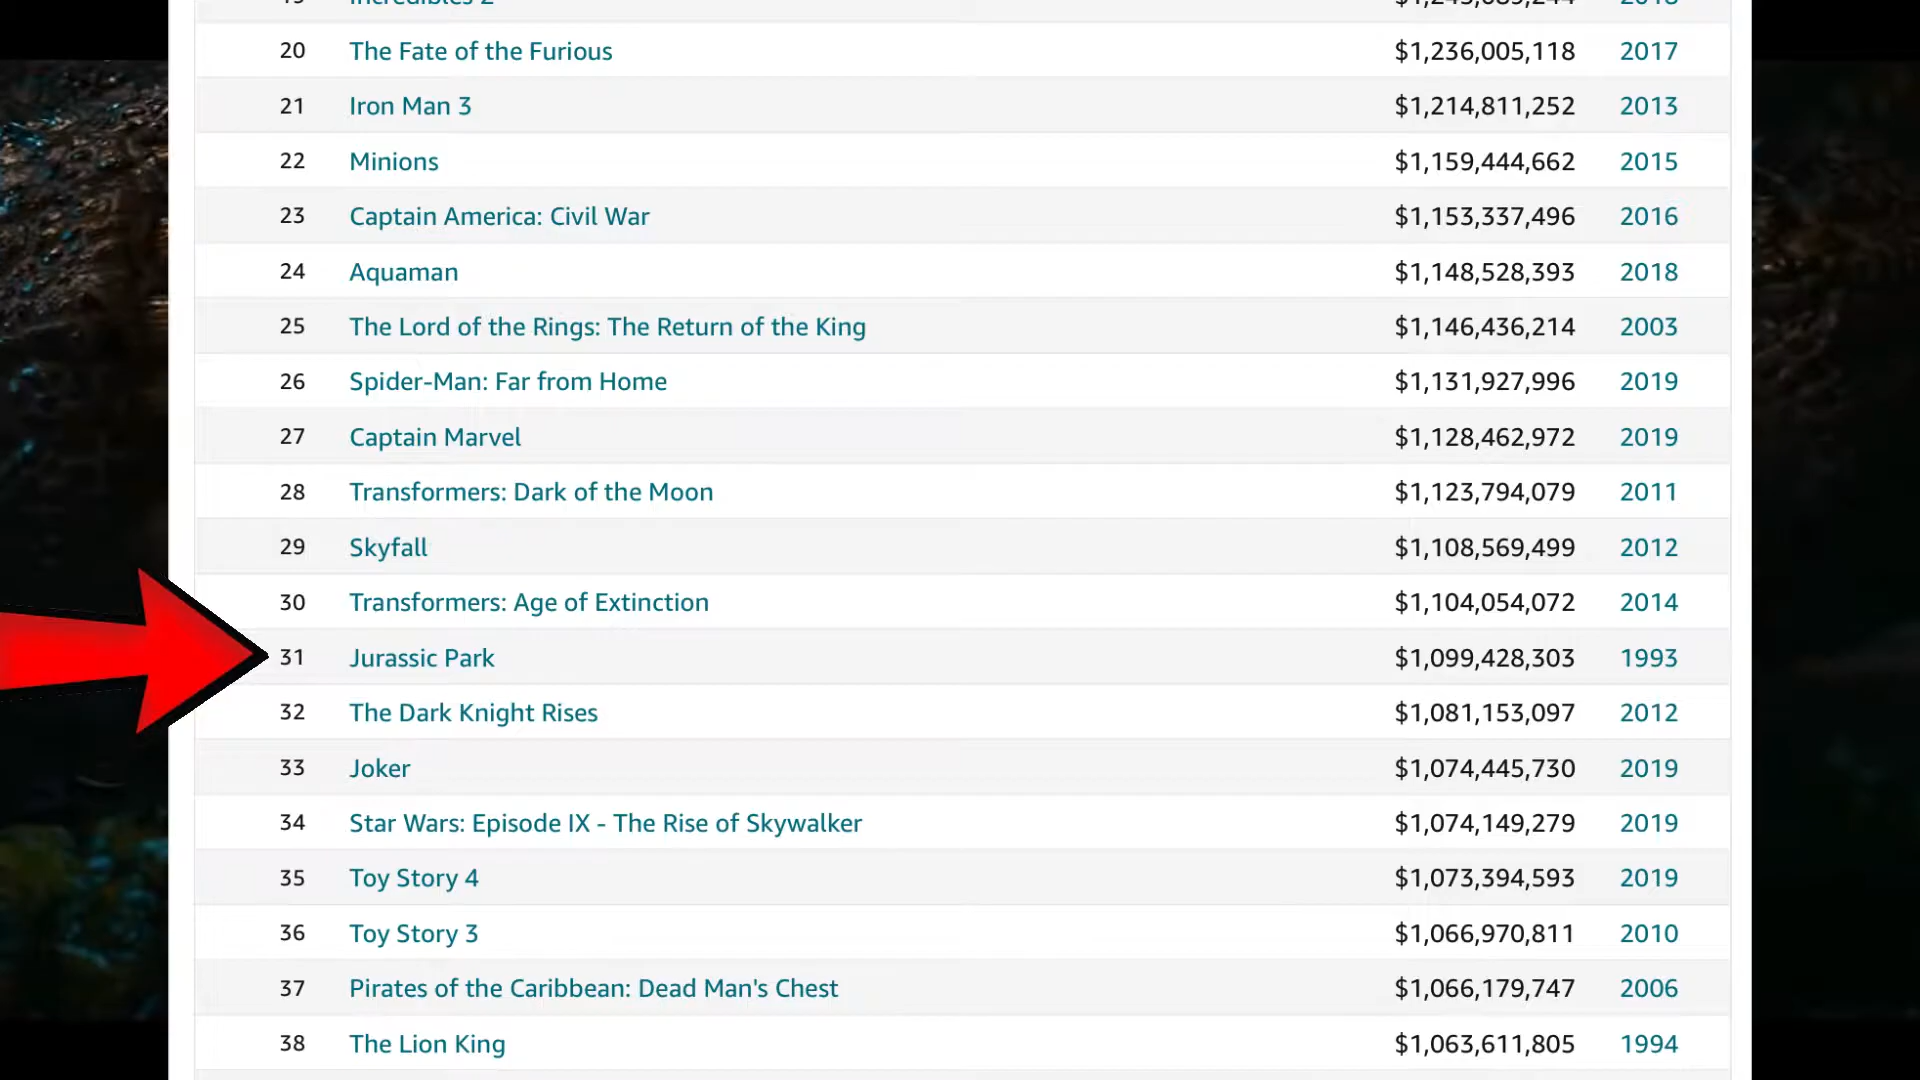 20 The Fate of the Furious $1,236,005,118 2017
21 Iron Man 3 $1,214,811,252 2013
22 Minions $1,159,444,662 2015
23 Captain America: Civil War $1,153,337,496 2016
24 Aquaman $1,148,528,393 2018
25 The Lord of the Rings: The Return of the King $1,146,436,214 2003
26 Spider-Man: Far from Home $1,131,927,996 2019
27 Captain Marvel $1,128,462,972 2019
28 Transformers: Dark of the Moon $1,123,794,079 2011
29 Skyfall $1,108,569,499 2012
30 Transformers: Age of Extinction $1,104,054,072 2014
31 Jurassic Park $1,099,428,303 1993
32 The Dark Knight Rises $1,081,153,097 2012
33 Joker $1,074,445,730 2019
34 Star Wars: Episode IX - The Rise of Skywalker $1,074,149,279 2019
35 Toy Story 4 $1,073,394,593 2019
36 Toy Story 3 $1,066,970,811 2010
37 Pirates of the Caribbean: Dead Man's Chest $1,066,179,747 2006
38 The Lion King $1,063,611,805 1994